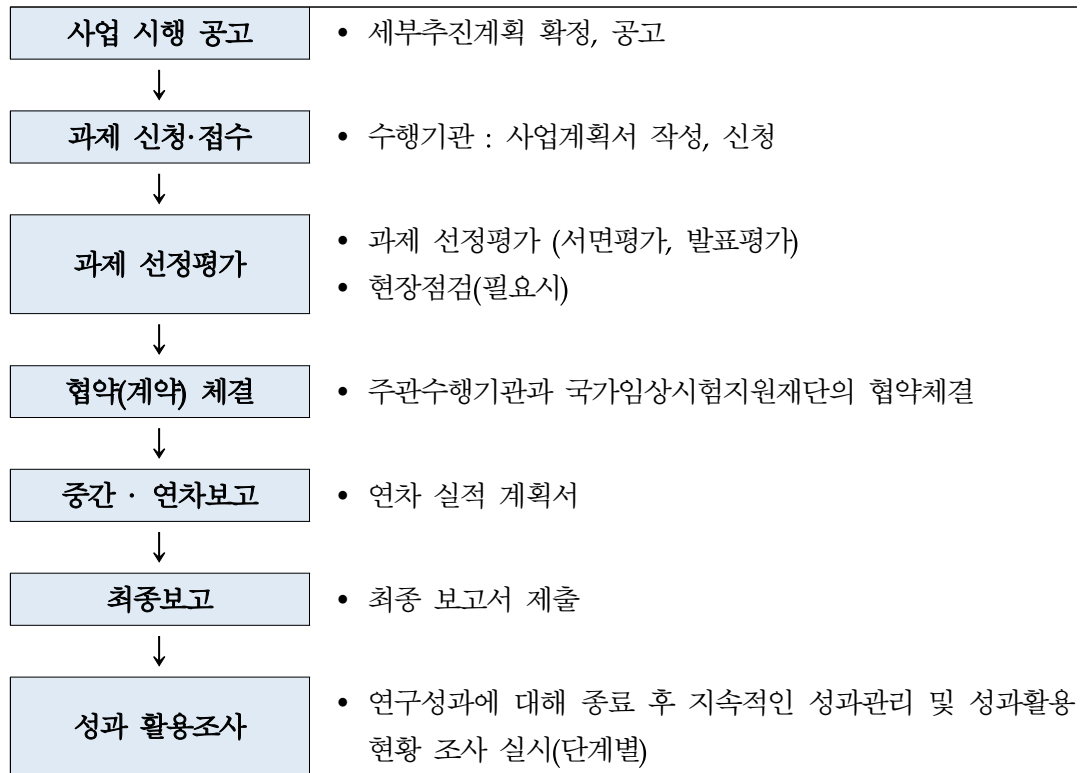 사업 시행 공고
• 세부추진계획 확정, 공고
↓
과제 신청·접수
• 수행기관 : 사업계획서 작성, 신청
↓
과제 선정평가
• 과제 선정평가 (서면평가, 발표평가)
• 현장점검(필요시)
↓
협약(계약) 체결
• 주관수행기관과 국가임상시험지원재단의 협약체결
↓
중간 · 연차보고
• 연차 실적 계획서
↓
최종보고
• 최종 보고서 제출
↓
성과 활용조사
• 연구성과에 대해 종료 후 지속적인 성과관리 및 성과활용
현황 조사 실시(단계별)